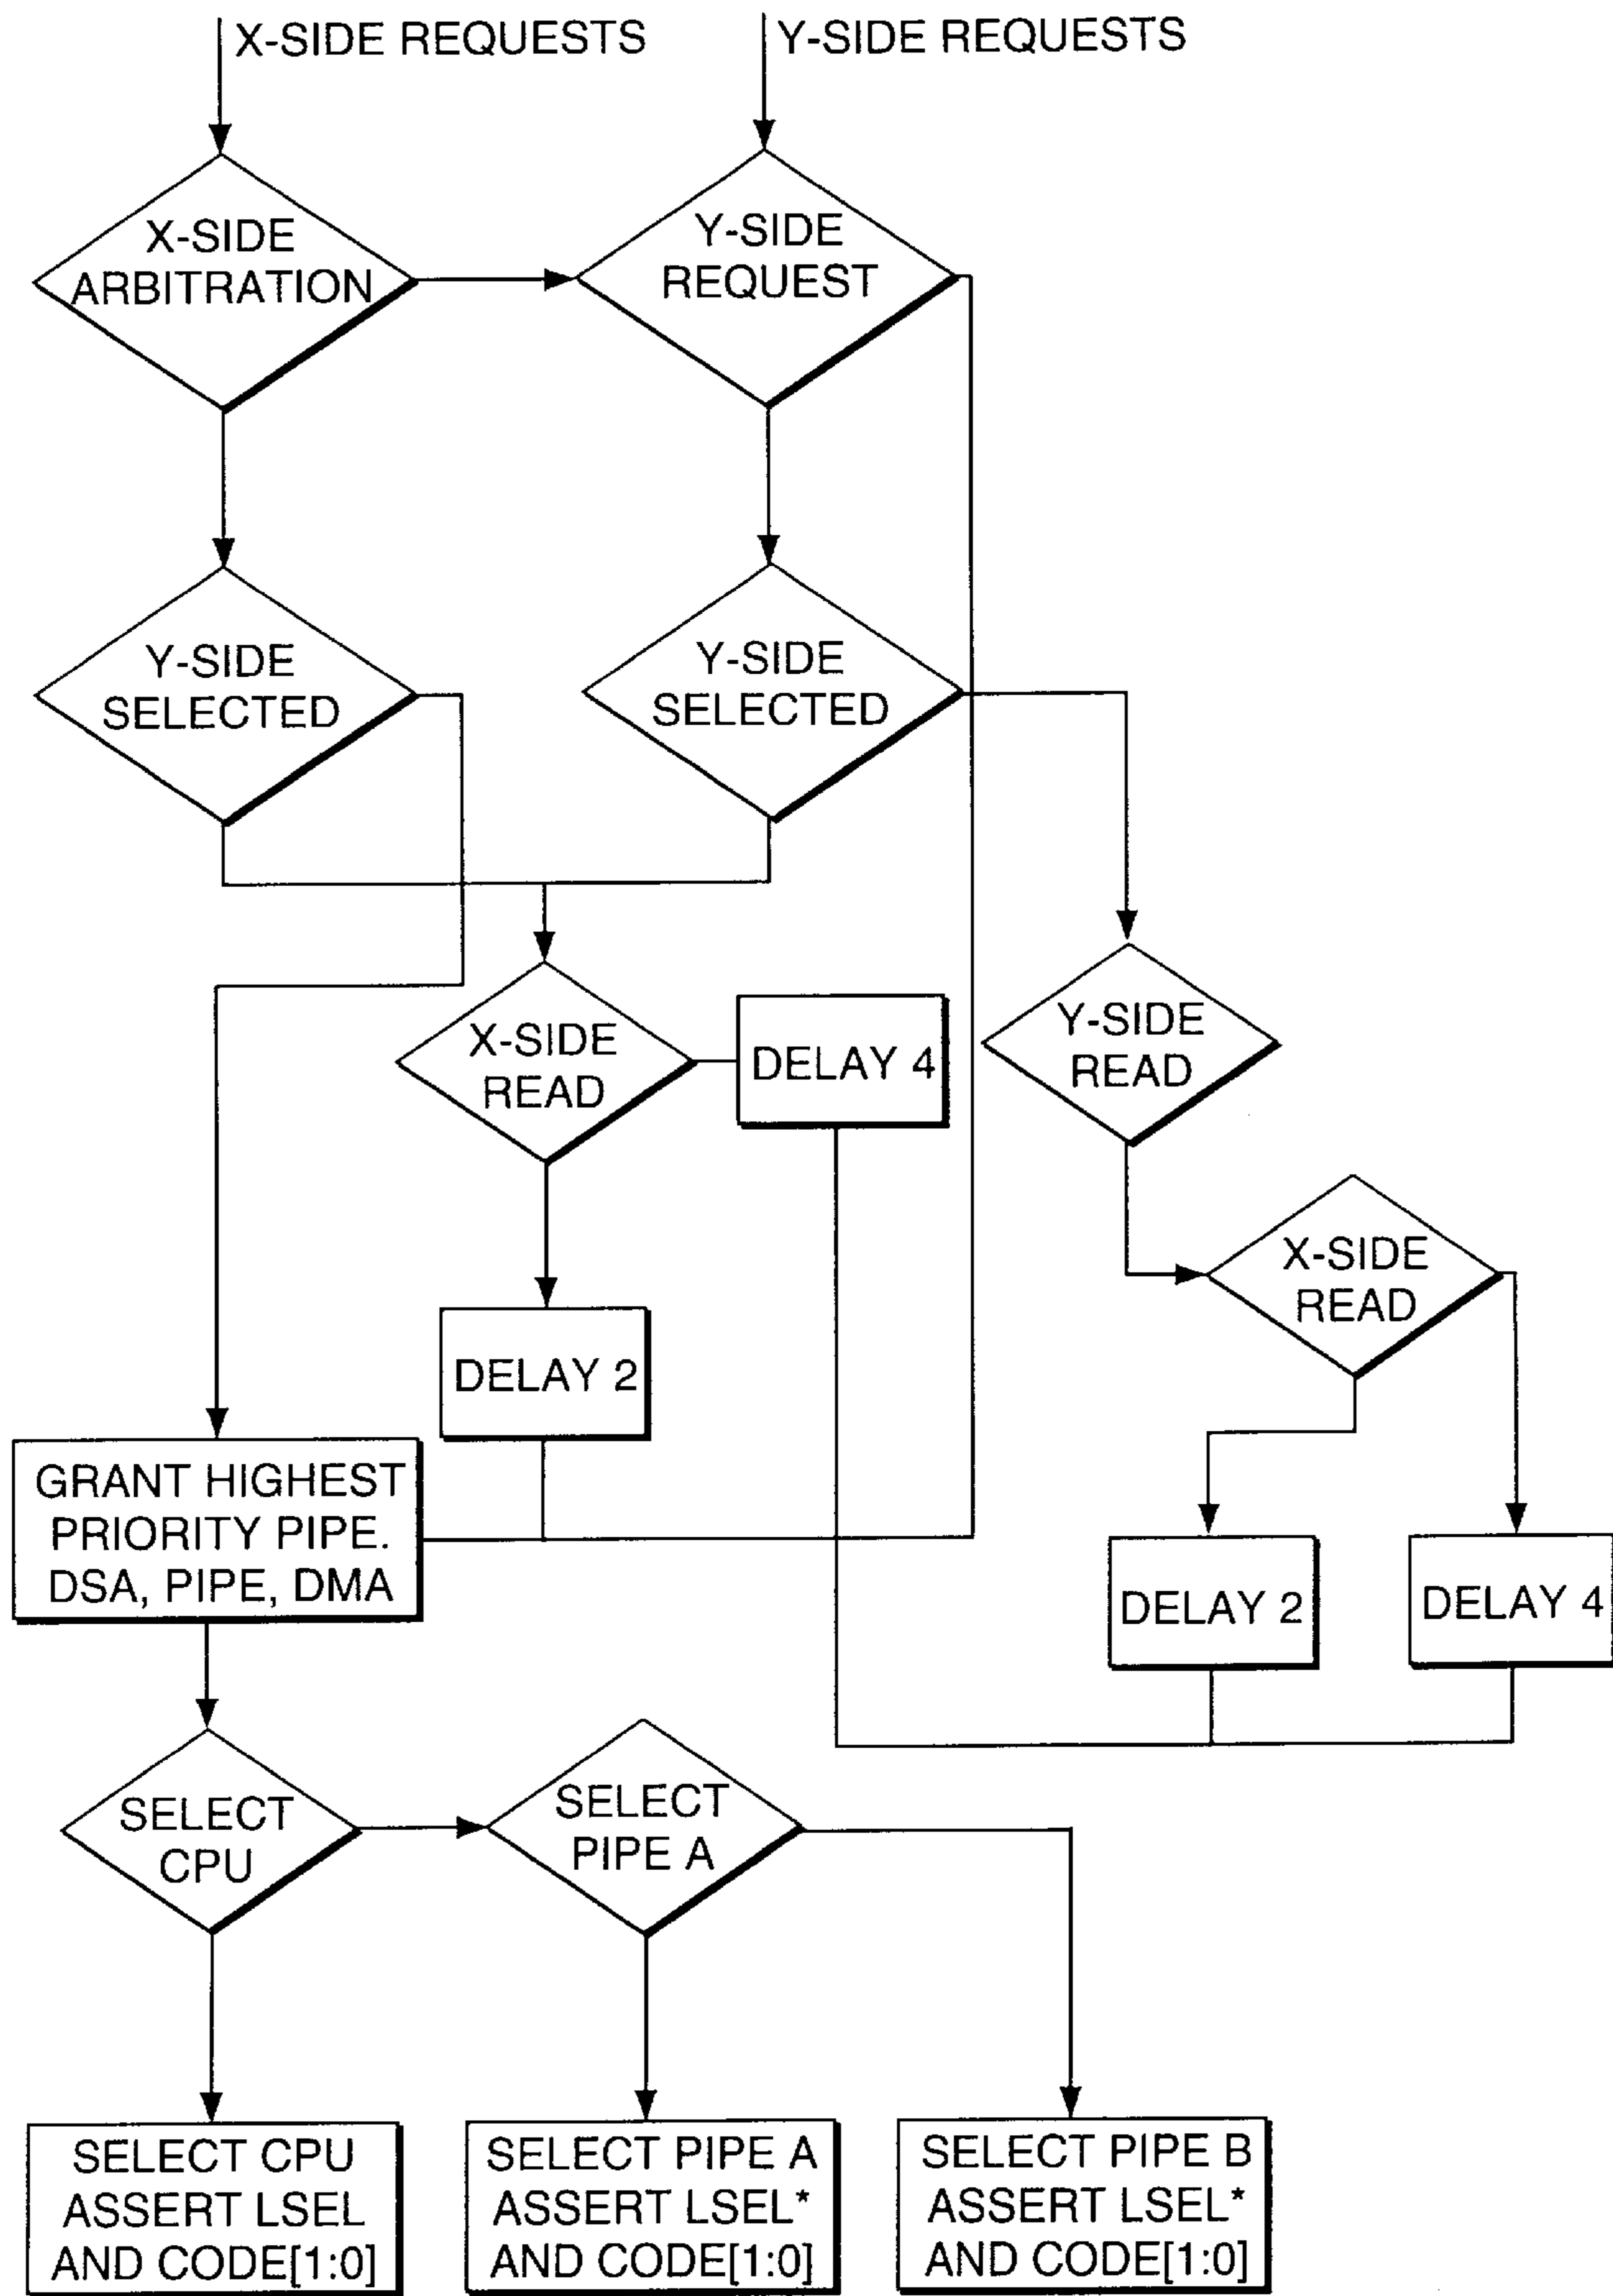 X-SIDE REQUESTS
Y-SIDE REQUESTS
X-SIDE
ARBITRATION
Y-SIDE
REQUEST
Y-SIDE
SELECTED
Y-SIDE
SELECTED
X-SIDE
READ
DELAY 4
Y-SIDE
READ
X-SIDE
READ
DELAY 2
GRANT HIGHEST
PRIORITY PIPE.
DSA, PIPE, DMA
DELAY 2
DELAY 4
SELECT
CPU
SELECT
PIPE A
SELECT CPU
ASSERT LSEL
AND CODE[1:0]
SELECT PIPE A
ASSERT LSEL*
AND CODE[1:0]
SELECT PIPE B
ASSERT LSEL*
AND CODE[1:0]